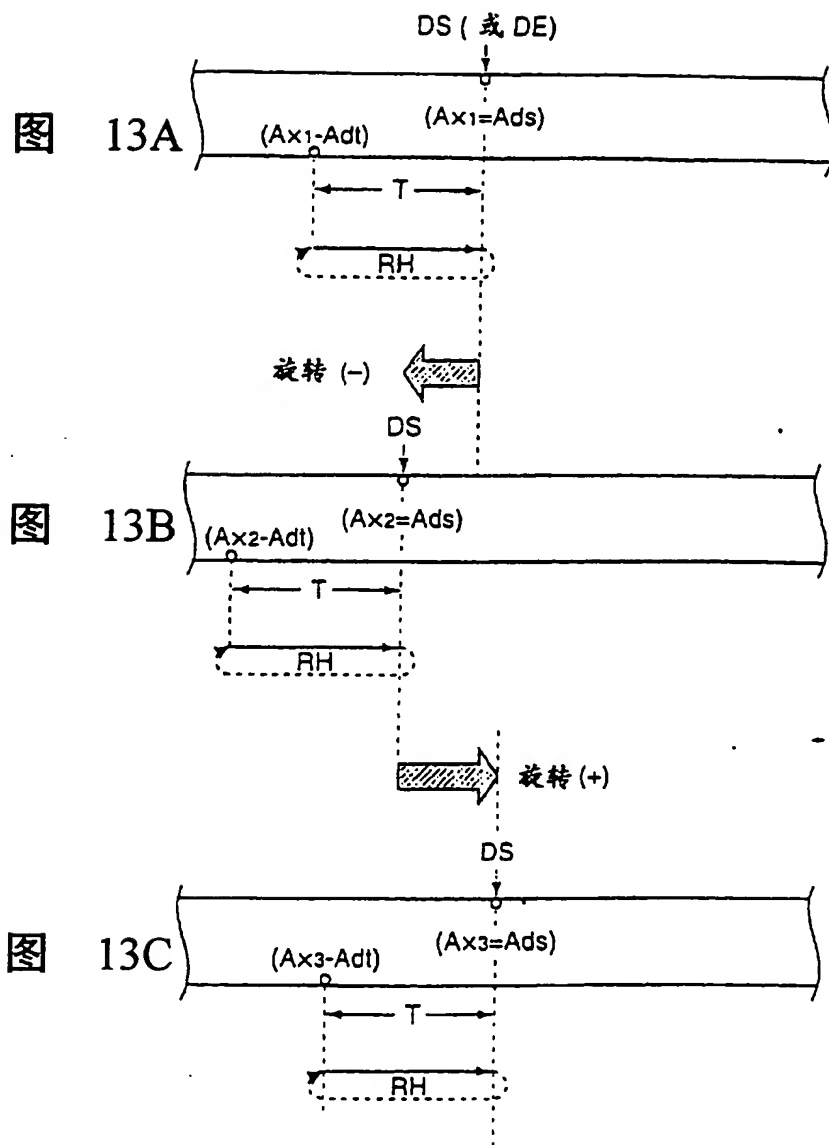 DS ( 或 DE)
图 13A
(Ax1=Ads)
(Ax1-Adt)
T
RH
旋转 (–)
DS
图 13B
(Ax2=Ads)
(Ax2-Adt)
T
RH
旋转 (+)
DS
图 13C
(Ax3=Ads)
(Ax3-Adt)
T
RH